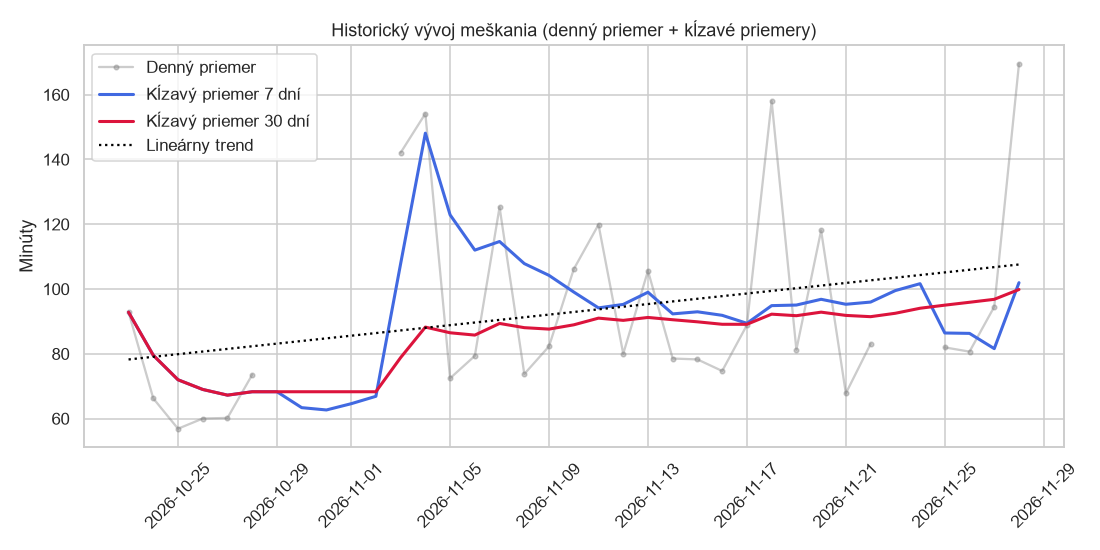 Historický vývoj meškania (denný priemer + kĺzavé priemery)
Denný priemer
Kĺzavý priemer 7 dní
Kĺzavý priemer 30 dní
Lineárny trend
Minúty
160
140
120
100
80
60
2026-10-25
2026-10-29
2026-11-01
2026-11-05
2026-11-09
2026-11-13
2026-11-17
2026-11-21
2026-11-25
2026-11-29